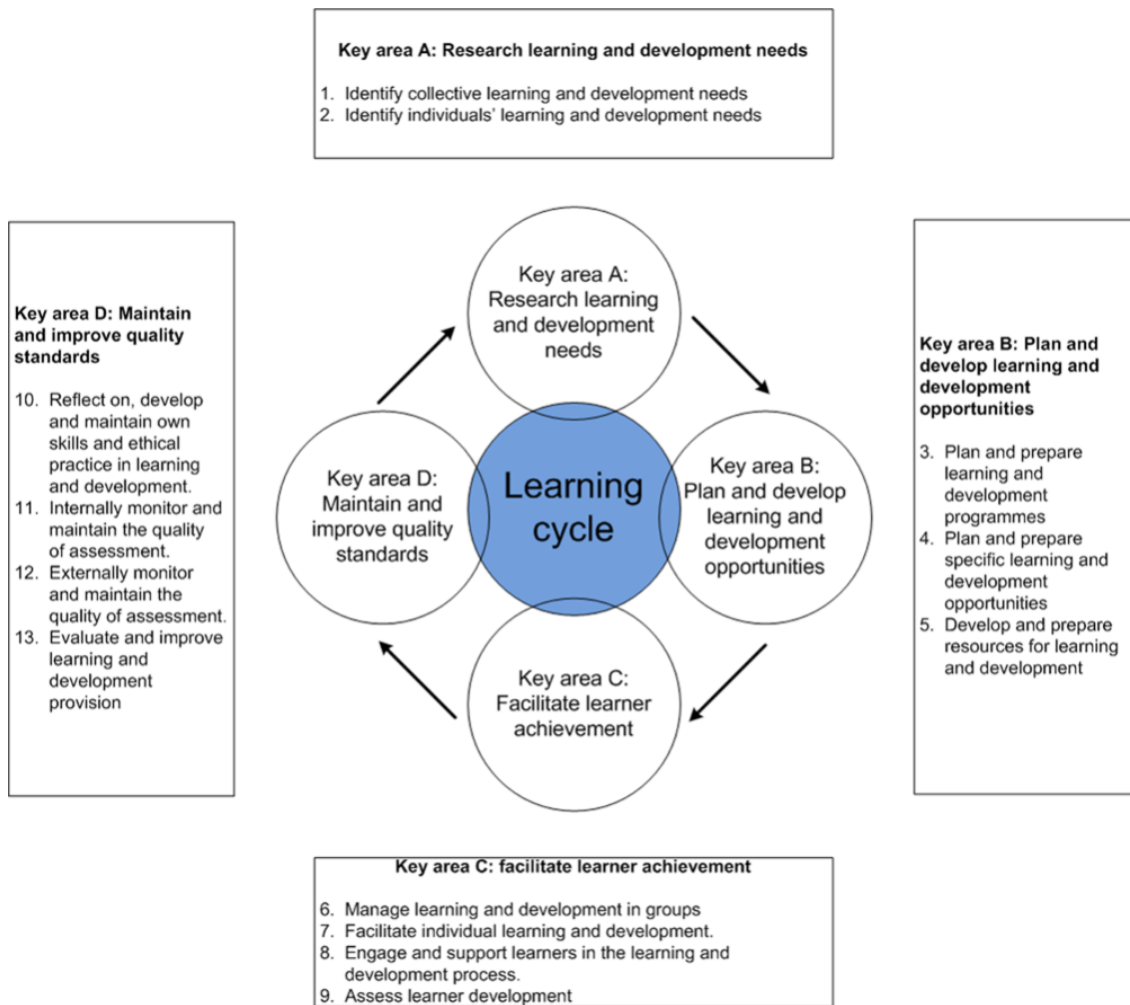 Key area A: Research learning and development needs
1. Identify collective learning and development needs
2. Identify individuals’ learning and development needs
Key area D: Maintain
and improve quality
standards
10. Reflect on, develop
and maintain own
skills and ethical
practice in learning
and development.
11. Internally monitor and
maintain the quality
of assessment.
12. Externally monitor
and maintain the
quality of assessment.
13. Evaluate and improve
learning and
development
provision
Key area A:
Research learning
and development
needs
Key area D:
Maintain and
improve quality
standards
Learning
cycle
Key area B:
Plan and develop
learning and
development
opportunities
Key area C:
Facilitate learner
achievement
Key area B: Plan and
develop learning and
development
opportunities
3. Plan and prepare
learning and
development
programmes
4. Plan and prepare
specific learning and
development
opportunities
5. Develop and prepare
resources for learning
and development
Key area C: facilitate learner achievement
6. Manage learning and development in groups
7. Facilitate individual learning and development.
8. Engage and support learners in the learning and
development process.
9. Assess learner development